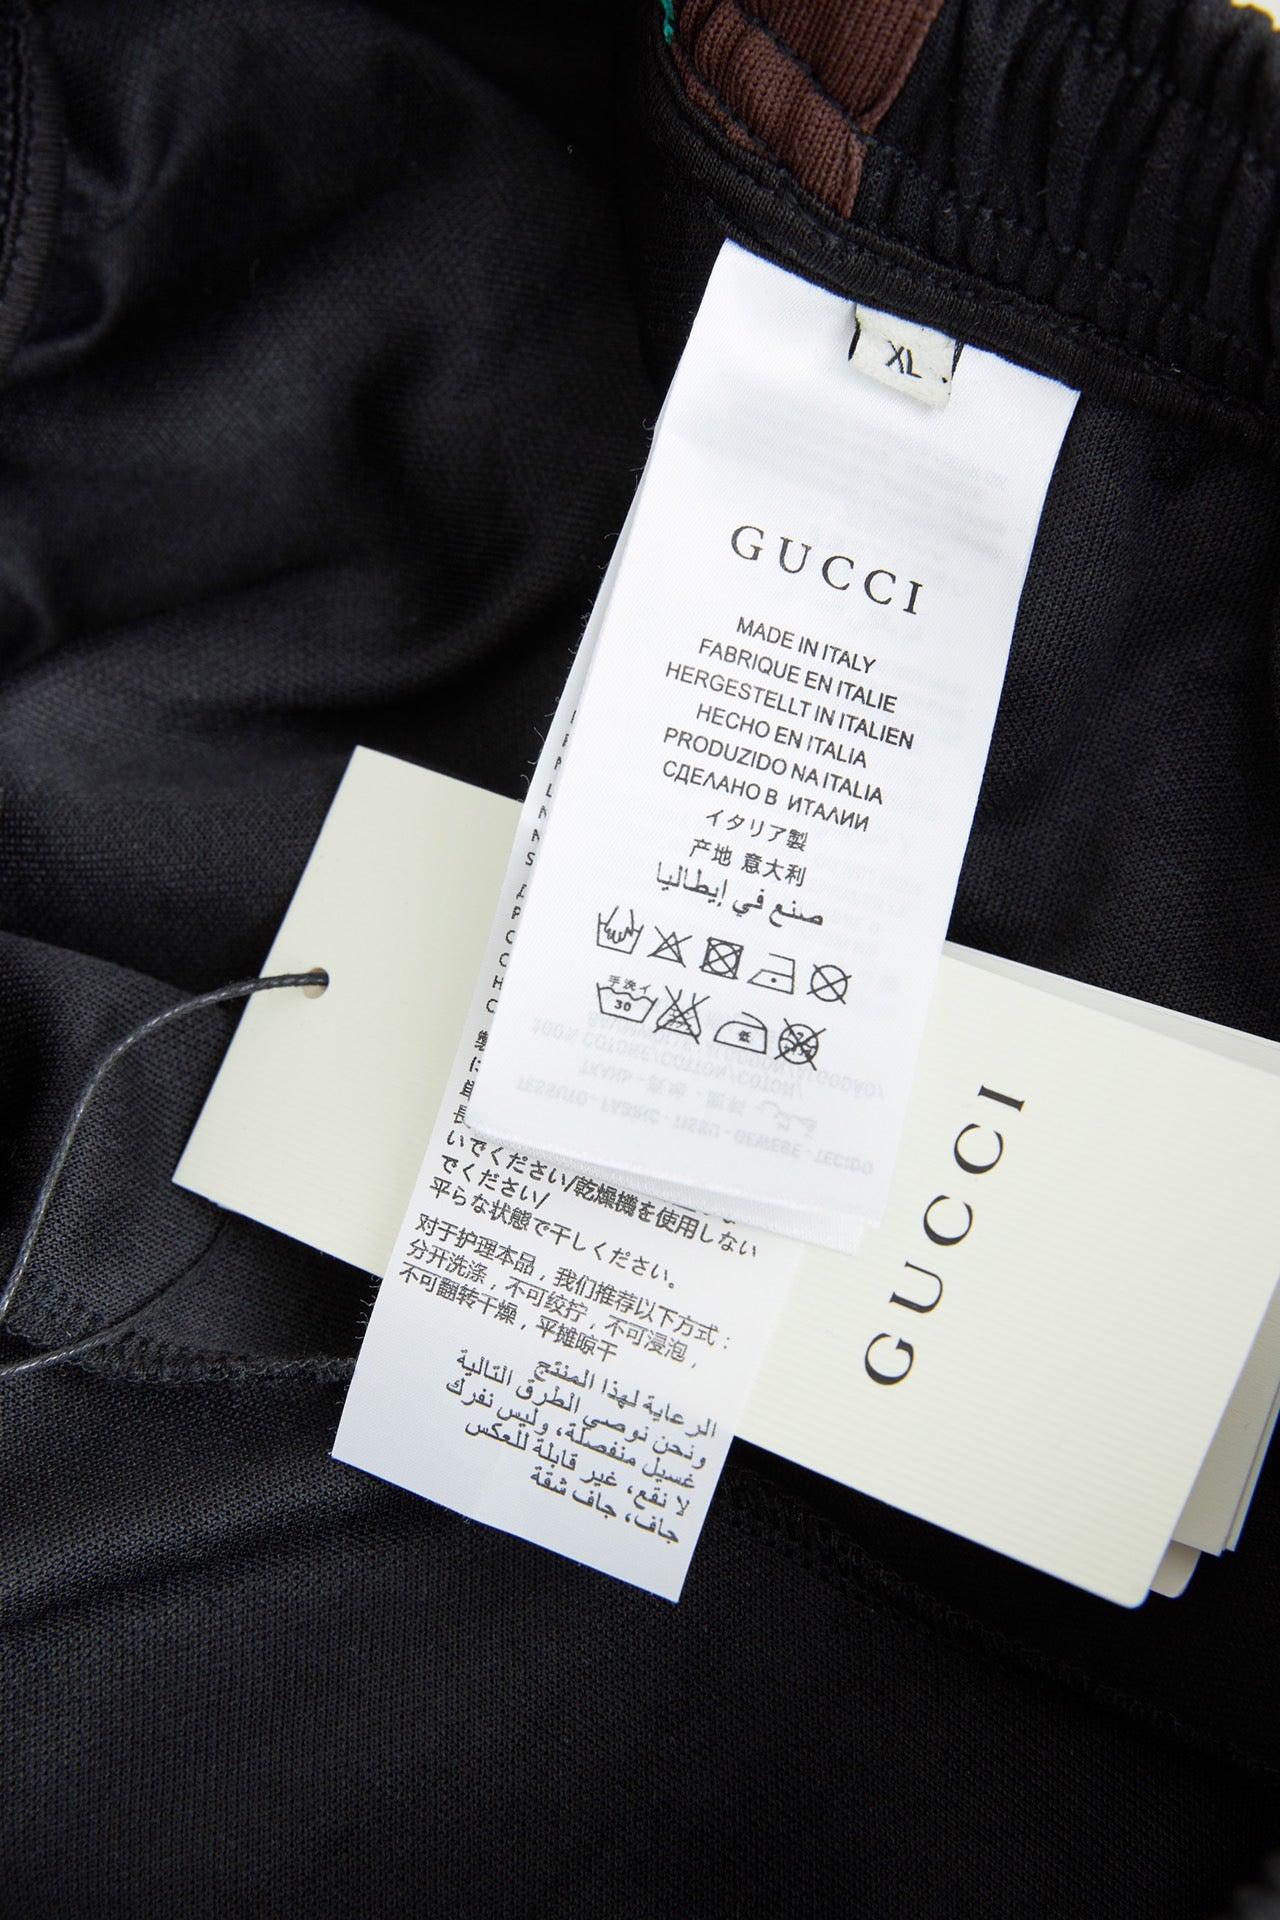 XL
GUCCI
MADE IN ITALY
FABRIQUE EN ITALIE
HERGESTELLT IN ITALIEN
HECHO EN ITALIA
PRODUZIDO NA ITALIA
СДЕЛАНО В ИТАЛИИ
イタリア製
产地 意大利
صنع في إيطاليا
手洗イ
30
低
GUCCI
いでください/乾燥機を使用しない
でください/
平らな状態で干しください。
对于护理本品，我们推荐以下方式：
分开洗涤，不可绞拧，不可浸泡，
不可翻转干燥，平摊晾干
الرعاية لهذا المنتج
ونحن نوصي الطرق التالية
غسيل منفصلة، وليس نفرك
لا نقع، غير قابلة للعكس
جاف، جاف شقة